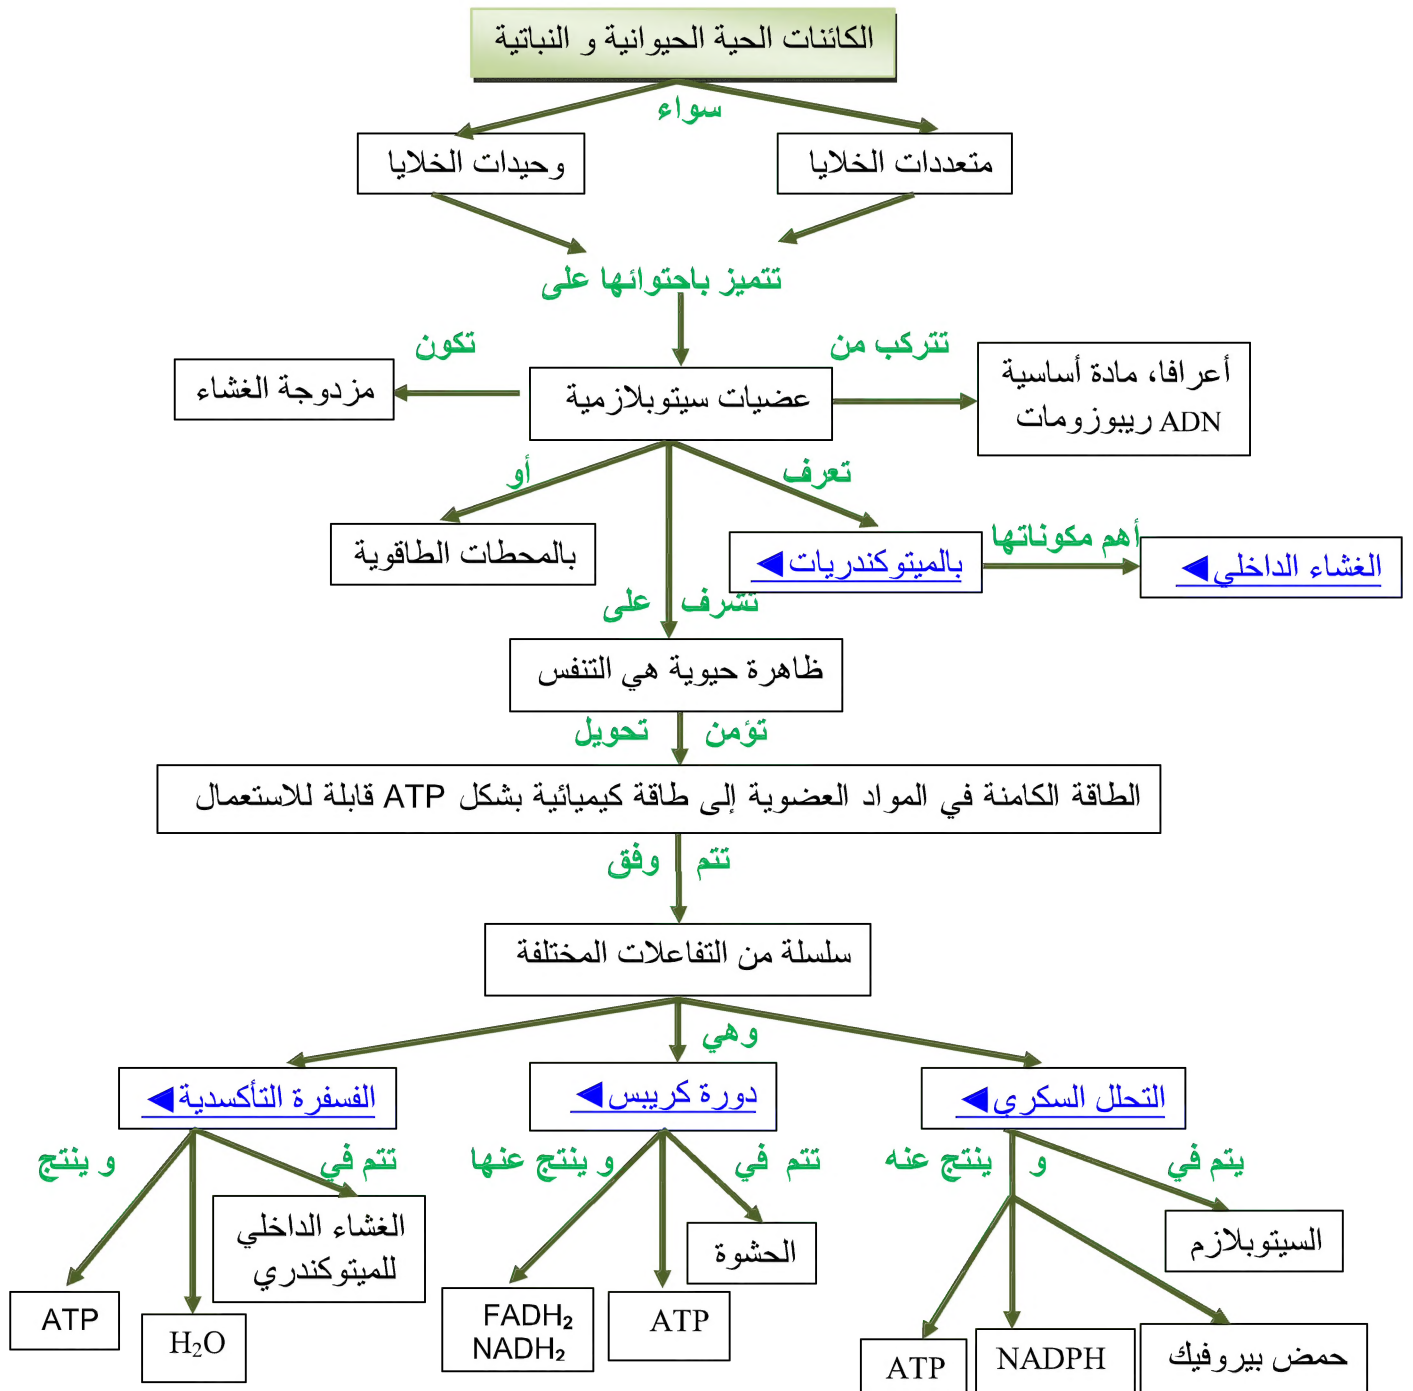 الكائنات الحية الحيوانية و النباتية
سواء
متعددات الخلايا
وحيدات الخلايا
تتميز باحتوائها على
تتركب من
تكون
أعرافا، مادة أساسية
ADN ريبوزومات
عضيات سيتوبلازمية
مزدوجة الغشاء
تعرف
أو
أهم مكوناتها
بالمحطات الطاقوية
بالميتوكندريات◄
الغشاء الداخلي◄
تشرف على
ظاهرة حيوية هي التنفس
تؤمن تحويل
الطاقة الكامنة في المواد العضوية إلى طاقة كيميائية بشكل ATP قابلة للاستعمال
تتم وفق
سلسلة من التفاعلات المختلفة
وهي
التحلل السكري◄
دورة كريبس◄
الفسفرة التأكسدية◄
يتم في
و ينتج عنه
تتم في
و ينتج عنها
تتم في
و ينتج
السيتوبلازم
الحشوة
الغشاء الداخلي
للميتوكندري
حمض بيروفيك
NADPH
ATP
ATP
FADH₂
NADH₂
H₂O
ATP